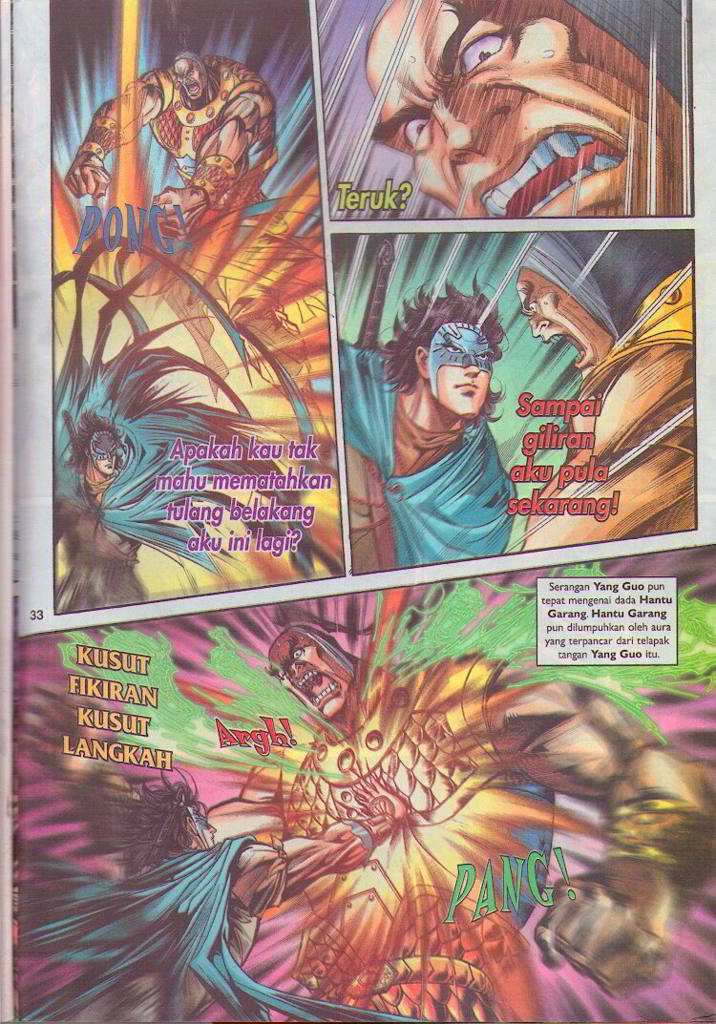 PONG!
Apakah kau tak
mahu mematahkan
tulang belakang
aku ini lagi?
Teruk?
Sampai
giliran
aku pula
sekarang!
33
Serangan Yang Guo pun
tepat mengenai dada Hantu
Garang. Hantu Garang
pun dilumpuhkan oleh aura
yang terpancar dari telapak
tangan Yang Guo itu.
KUSUT
FIKIRAN
KUSUT
LANGKAH
Argh!
PANG!